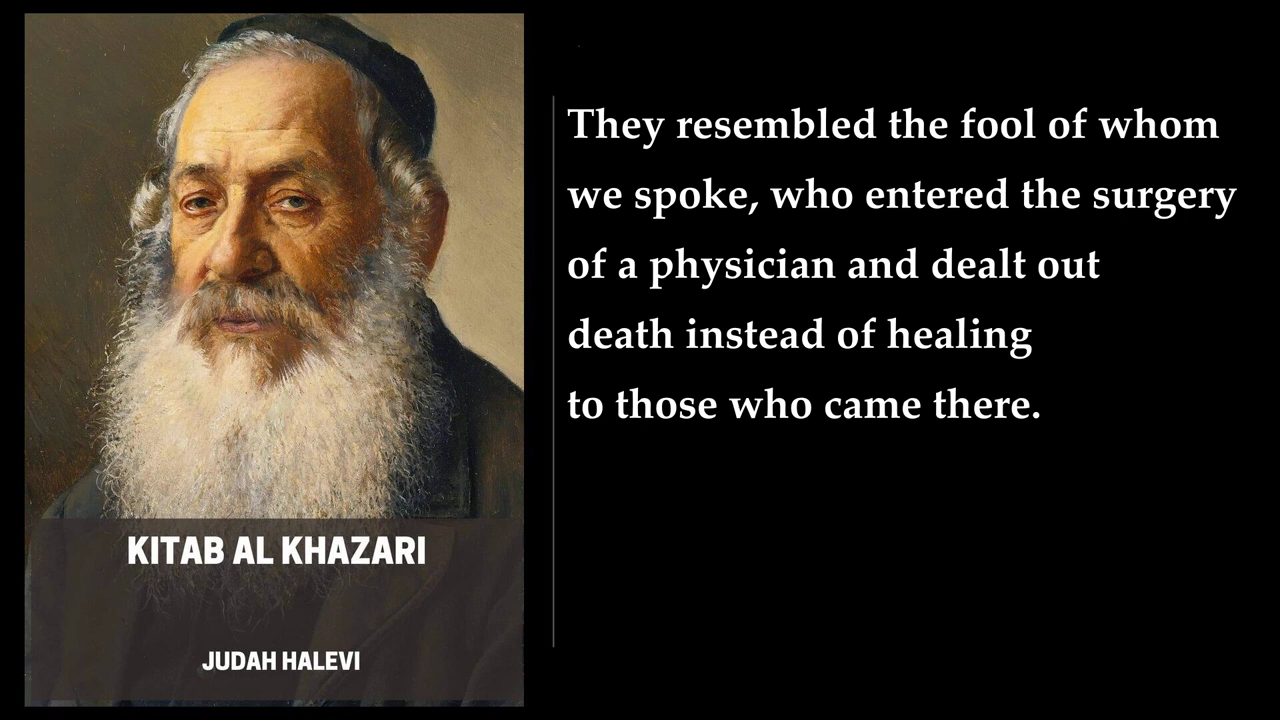 They resembled the fool of whom
we spoke, who entered the surgery
of a physician and dealt out
death instead of healing
to those who came there.
KITAB AL KHAZARI
JUDAH HALEVI